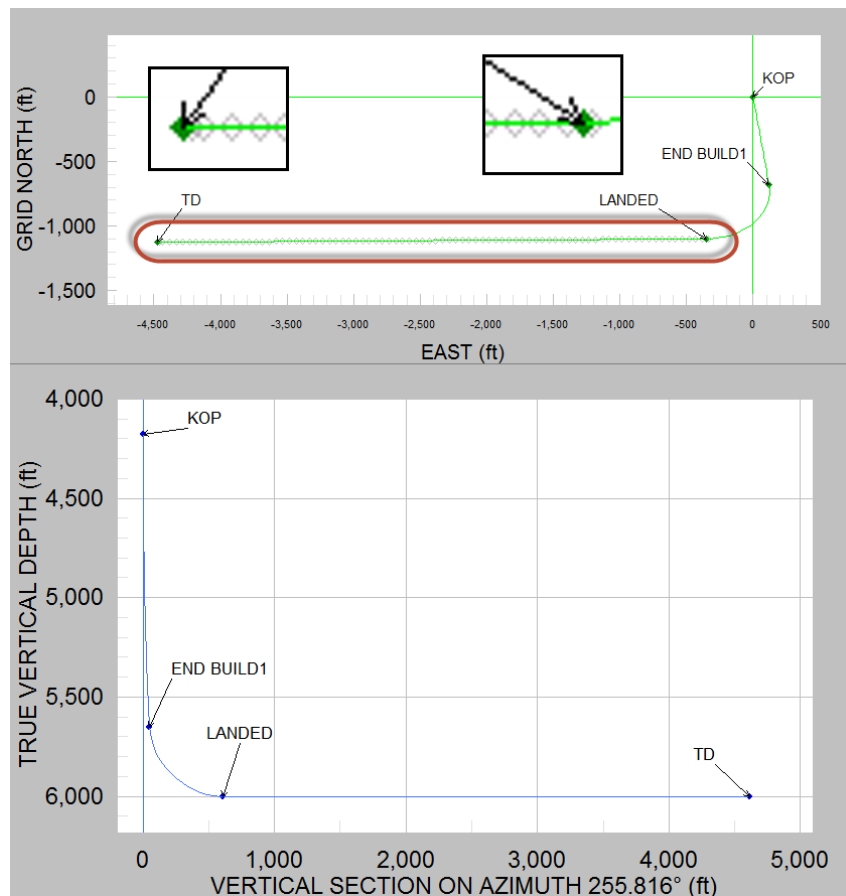 KOP
0
END BUILD1
-500
GRID NORTH (ft)
TD
LANDED
-1,000
-1,500
-4,500 -4,000 -3,500 -3,000 -2,500 -2,000 -1,500 -1,000 -500 0 500
EAST (ft)
4,000
KOP
4,500
TRUE VERTICAL DEPTH (ft)
5,000
END BUILD1
5,500
LANDED
TD
6,000
0 1,000 2,000 3,000 4,000 5,000
VERTICAL SECTION ON AZIMUTH 255.816° (ft)